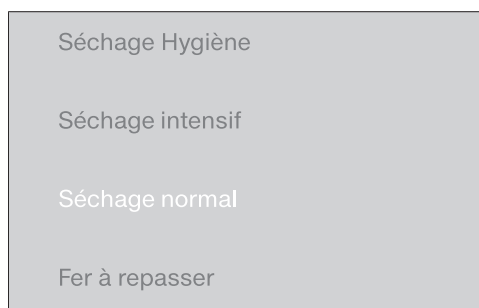 Séchage Hygiène
Séchage intensif
Séchage normal
Fer à repasser